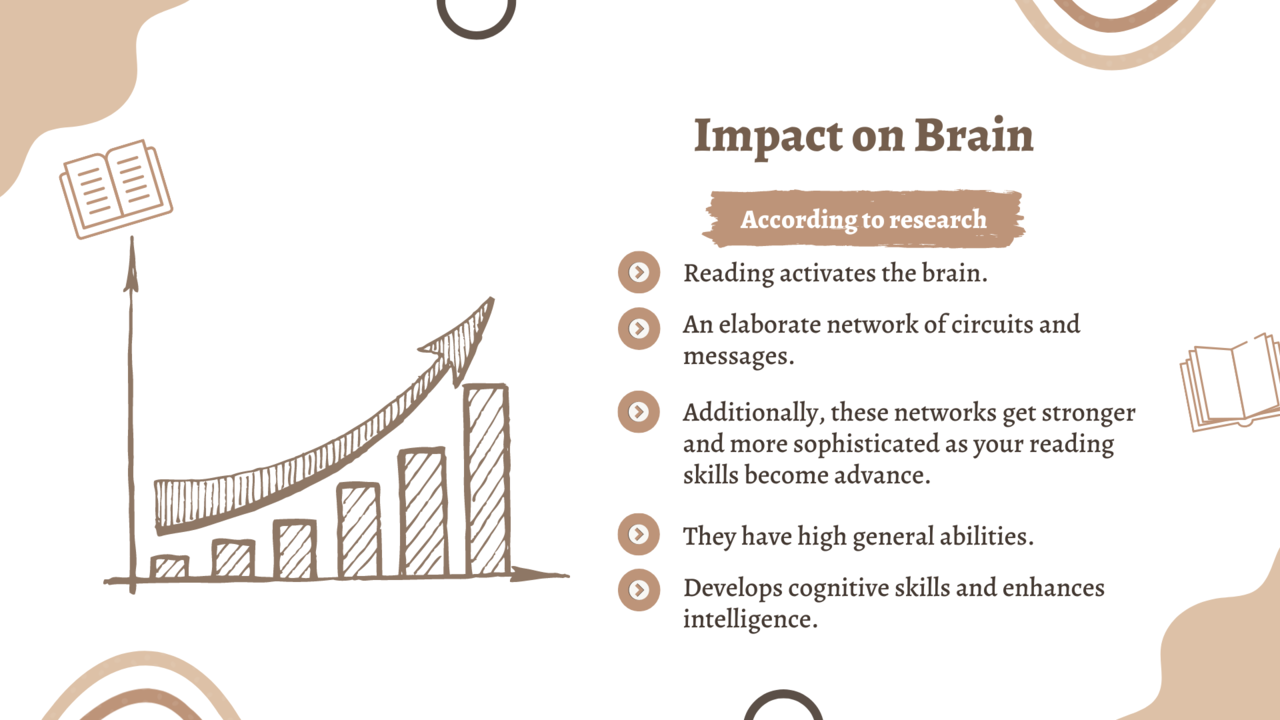 Impact on Brain
According to research
Reading activates the brain.
An elaborate network of circuits and
messages.
Additionally, these networks get stronger
and more sophisticated as your reading
skills become advance.
They have high general abilities.
Develops cognitive skills and enhances
intelligence.